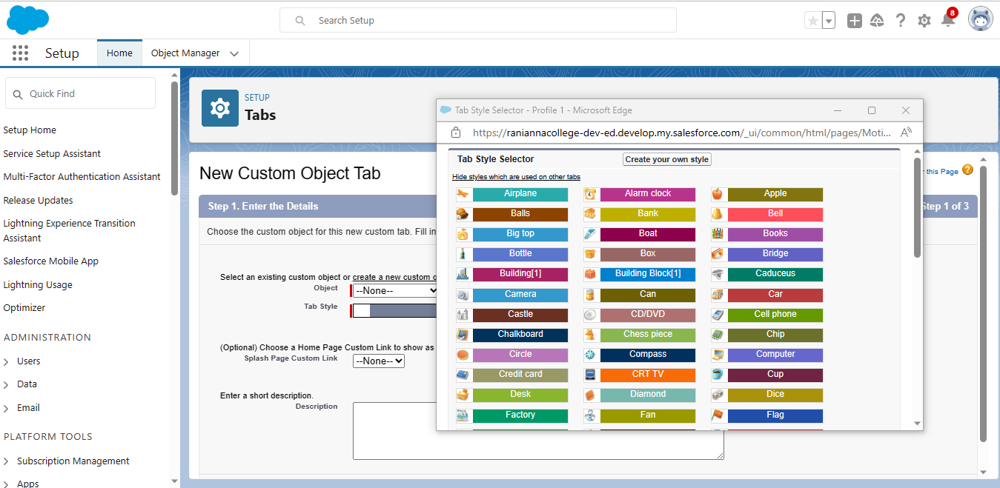 Search Setup
8
Setup
Home
Object Manager
Quick Find
Setup Home
Service Setup Assistant
Multi-Factor Authentication Assistant
Release Updates
Lightning Experience Transition
Assistant
Salesforce Mobile App
Lightning Usage
Optimizer
ADMINISTRATION
Users
Data
Email
PLATFORM TOOLS
Subscription Management
Apps
SETUP
Tabs
New Custom Object Tab
this Page
Step 1. Enter the Details
Step 1 of 3
Choose the custom object for this new custom tab. Fill in
Select an existing custom object or create a new custom o
Object
--None--
Tab Style
(Optional) Choose a Home Page Custom Link to show as
Splash Page Custom Link
--None--
Enter a short description.
Description
Tab Style Selector - Profile 1 - Microsoft Edge
https://raniannacollege-dev-ed.develop.my.salesforce.com/_ui/common/html/pages/Moti...
Tab Style Selector
Create your own style
Hide styles which are used on other tabs
Airplane Alarm clock Apple
Balls Bank Bell
Big top Boat Books
Bottle Box Bridge
Building[1] Building Block[1] Caduceus
Camera Can Car
Castle CD/DVD Cell phone
Chalkboard Chess piece Chip
Circle Compass Computer
Credit card CRT TV Cup
Desk Diamond Dice
Factory Fan Flag